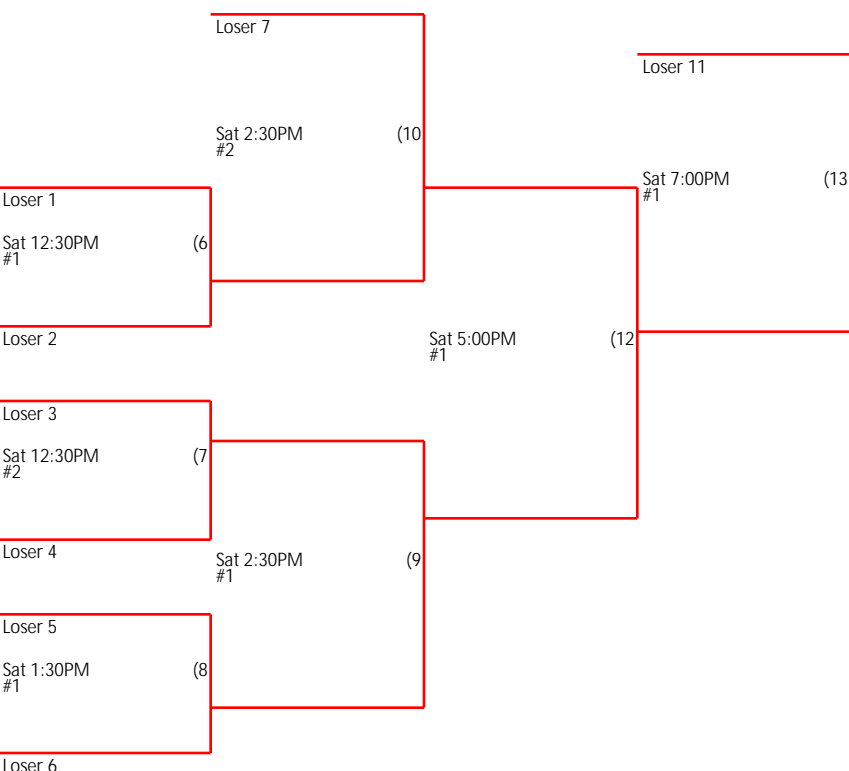 Loser 7
Loser 11
Sat 2:30PM (10
#2
Sat 7:00PM (13
#1
Loser 1
Sat 12:30PM (6
#1
Loser 2
Sat 5:00PM (12
#1
Loser 3
Sat 12:30PM (7
#2
Loser 4
Sat 2:30PM (9
#1
Loser 5
Sat 1:30PM (8
#1
Loser 6